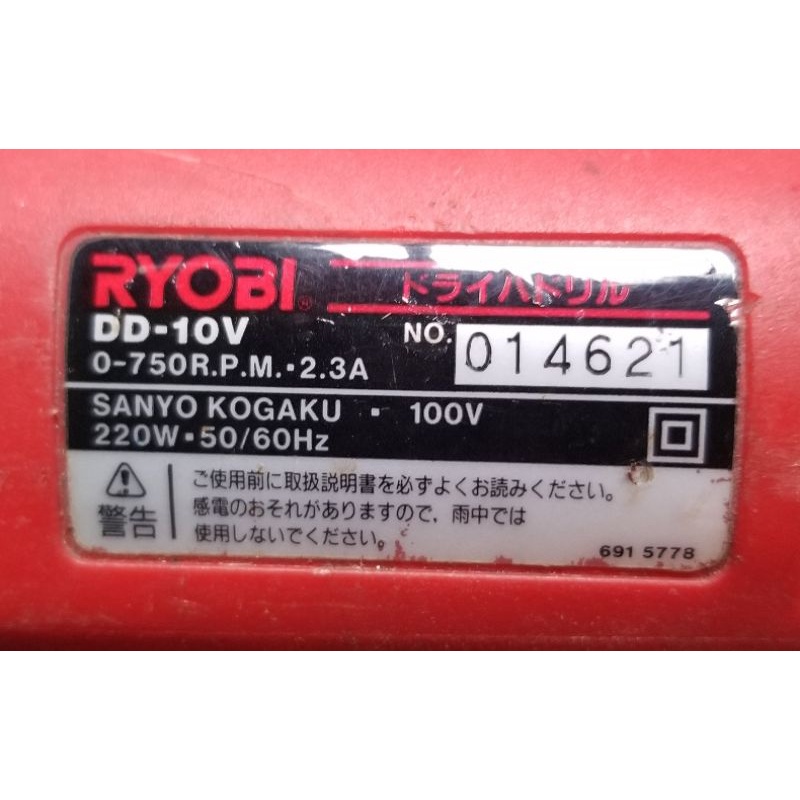 RYOBI® ドライバドリル
DD-10V NO. 014621
0-750R.P.M.・2.3A
SANYO KOGAKU ・ 100V
220W・50/60Hz
警告
ご使用前に取扱説明書を必ずよくお読みください。
感電のおそれがありますので、雨中では
使用しないでください。
691 5778